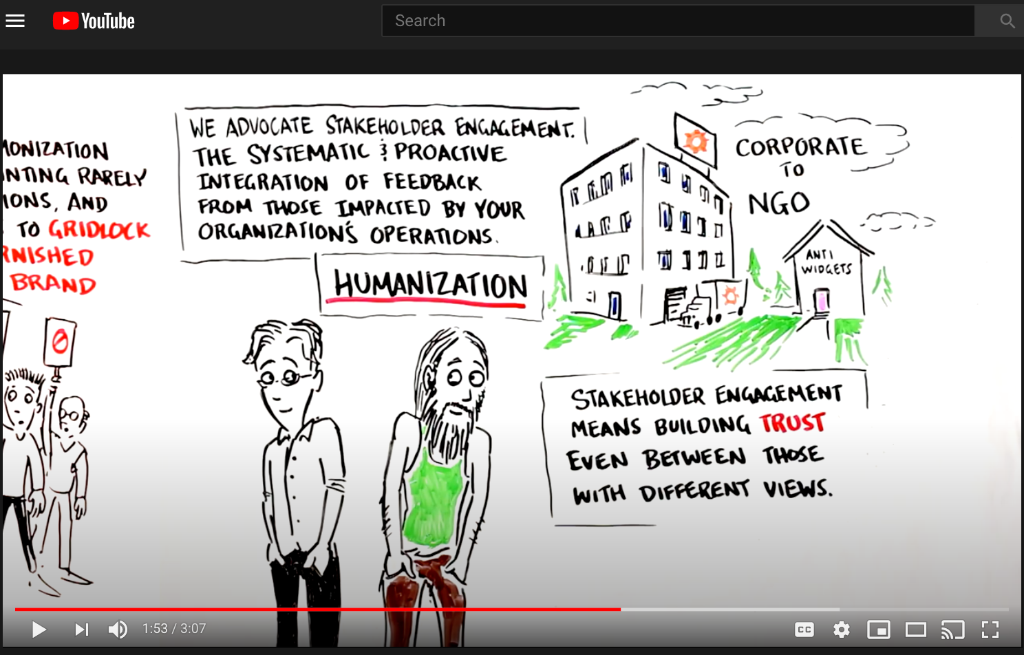 YouTube
Search
MONIZATION
NTING RARELY
IONS, AND
TO GRIDLOCK
RNISHED
BRAND
WE ADVOCATE STAKEHOLDER ENGAGEMENT.
THE SYSTEMATIC & PROACTIVE
INTEGRATION OF FEEDBACK
FROM THOSE IMPACTED BY YOUR
ORGANIZATION'S OPERATIONS.
HUMANIZATION
CORPORATE
TO
NGO
ANTI
WIDGETS
STAKEHOLDER ENGAGEMENT
MEANS BUILDING TRUST
EVEN BETWEEN THOSE
WITH DIFFERENT VIEWS.
1:53 / 3:07
CC